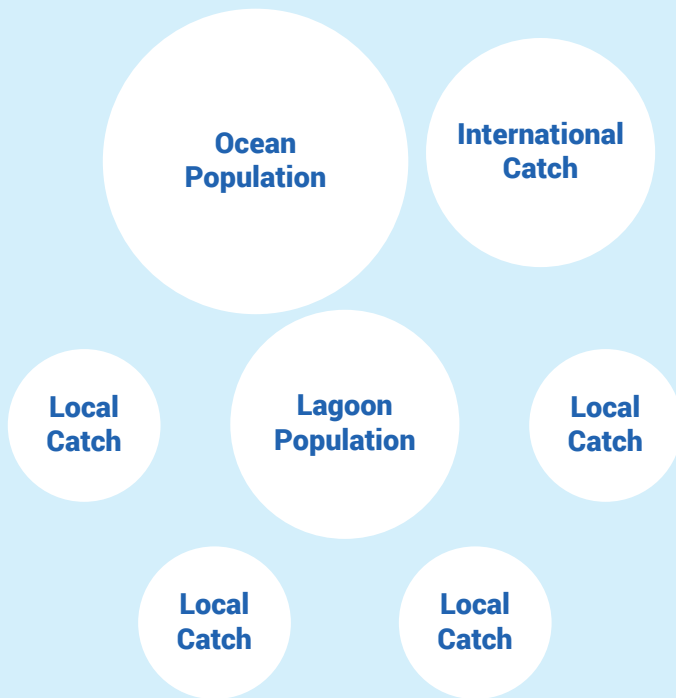 Ocean
Population
International
Catch
Local
Catch
Lagoon
Population
Local
Catch
Local
Catch
Local
Catch